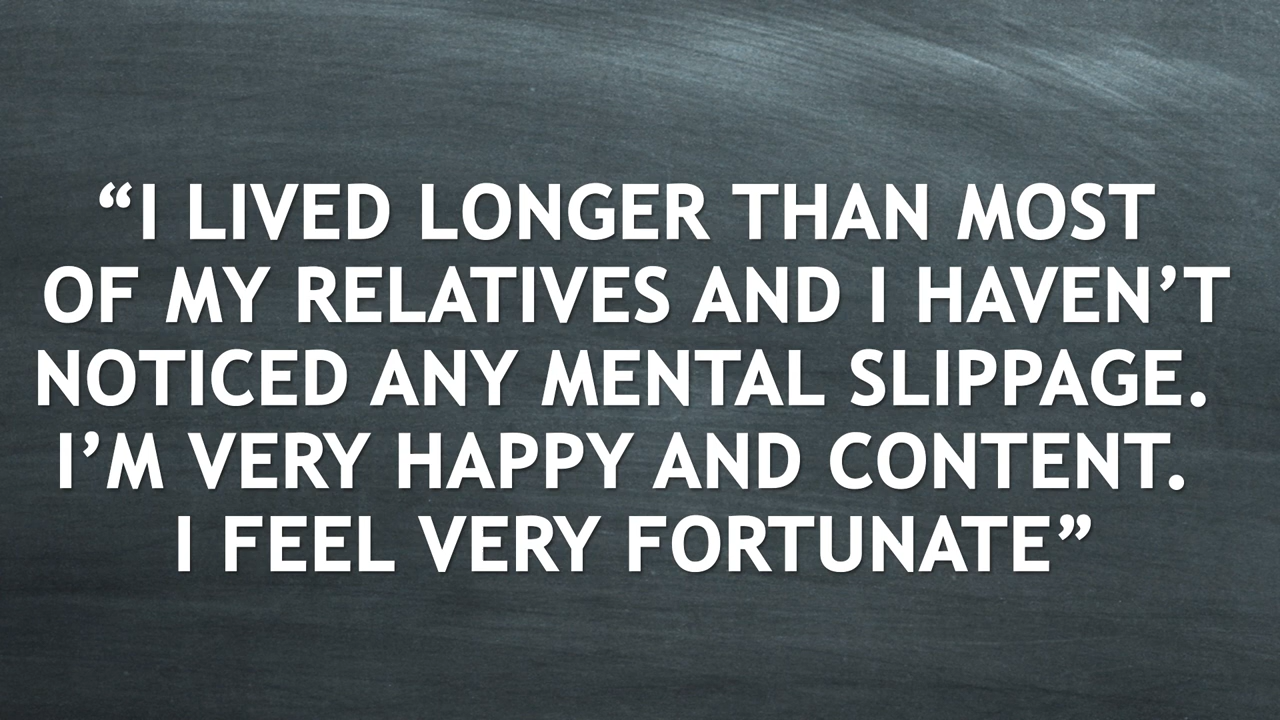 “I LIVED LONGER THAN MOST
OF MY RELATIVES AND I HAVEN’T
NOTICED ANY MENTAL SLIPPAGE.
I’M VERY HAPPY AND CONTENT.
I FEEL VERY FORTUNATE”